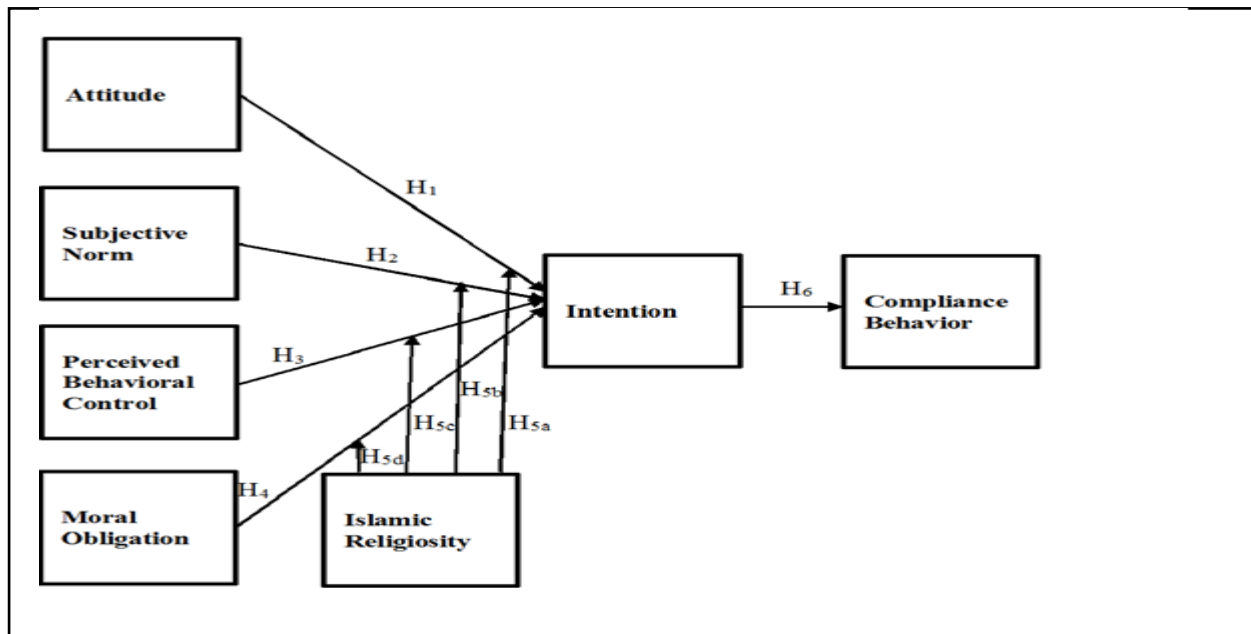 Attitude
H₁
Subjective
Norm
H₂
Intention
H₆
Compliance
Behavior
Perceived
Behavioral
Control
H₃
H₅b
H₅c
H₅a
H₅d
Moral
Obligation
H₄
Islamic
Religiosity